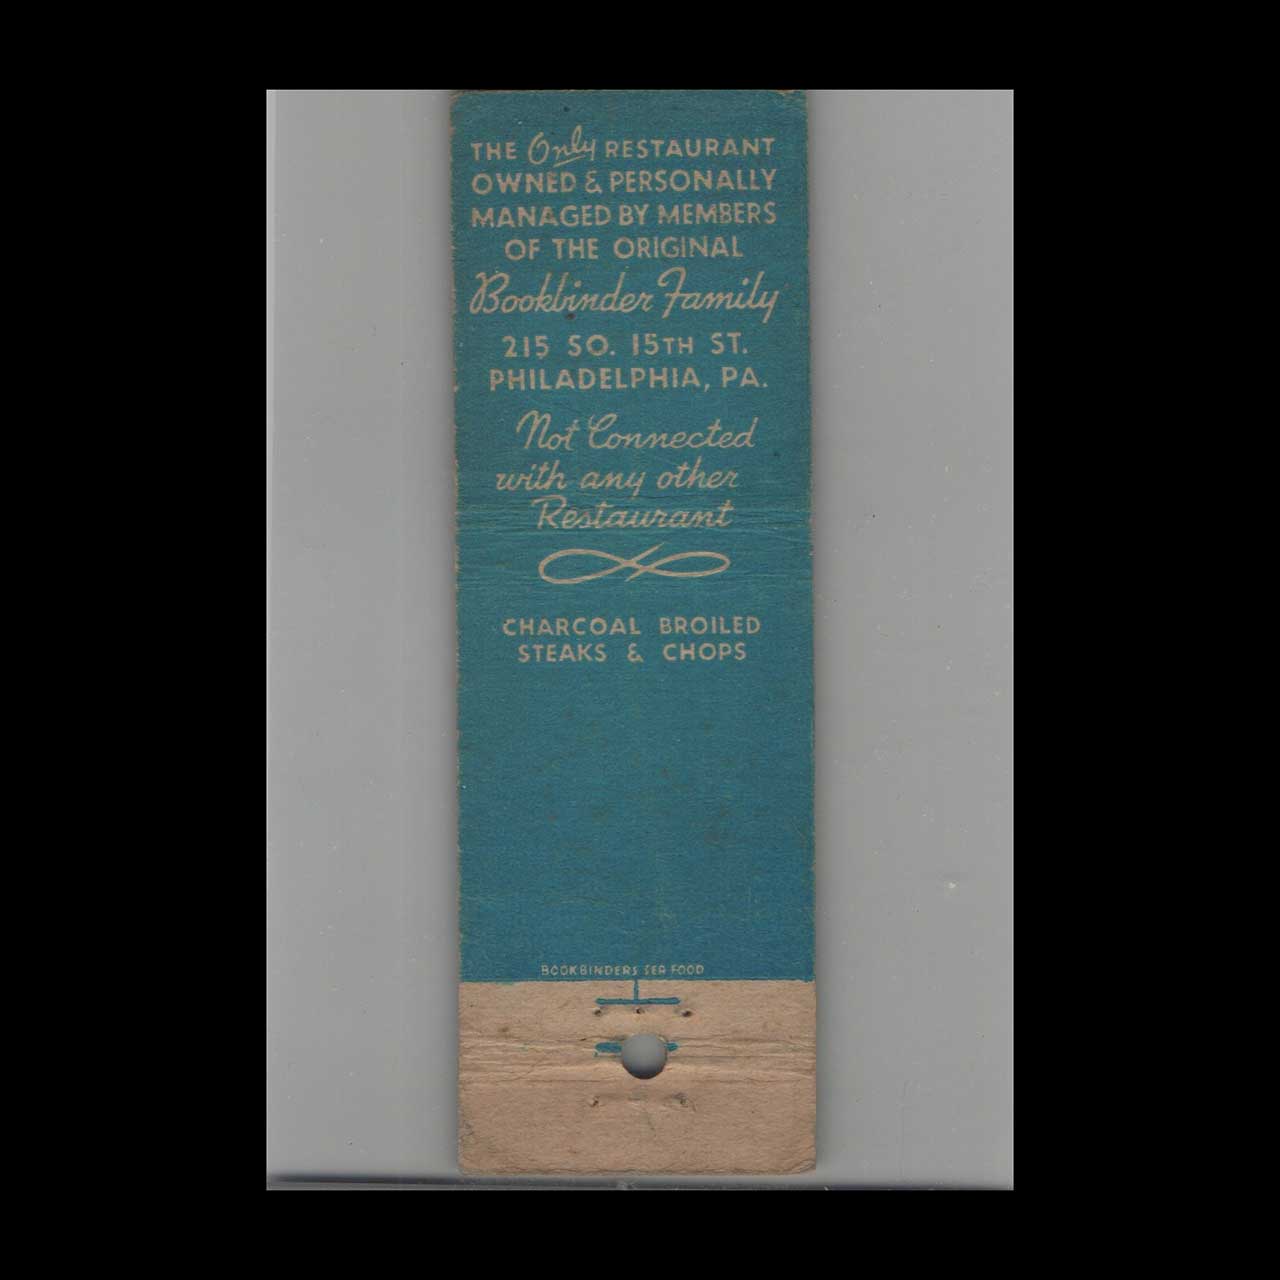 THE Only RESTAURANT
OWNED & PERSONALLY
MANAGED BY MEMBERS
OF THE ORIGINAL
Bookbinder Family
215 SO. 15TH ST.
PHILADELPHIA, PA.
Not Connected
with any other
Restaurant
CHARCOAL BROILED
STEAKS & CHOPS
BOOKBINDERS SEA FOOD